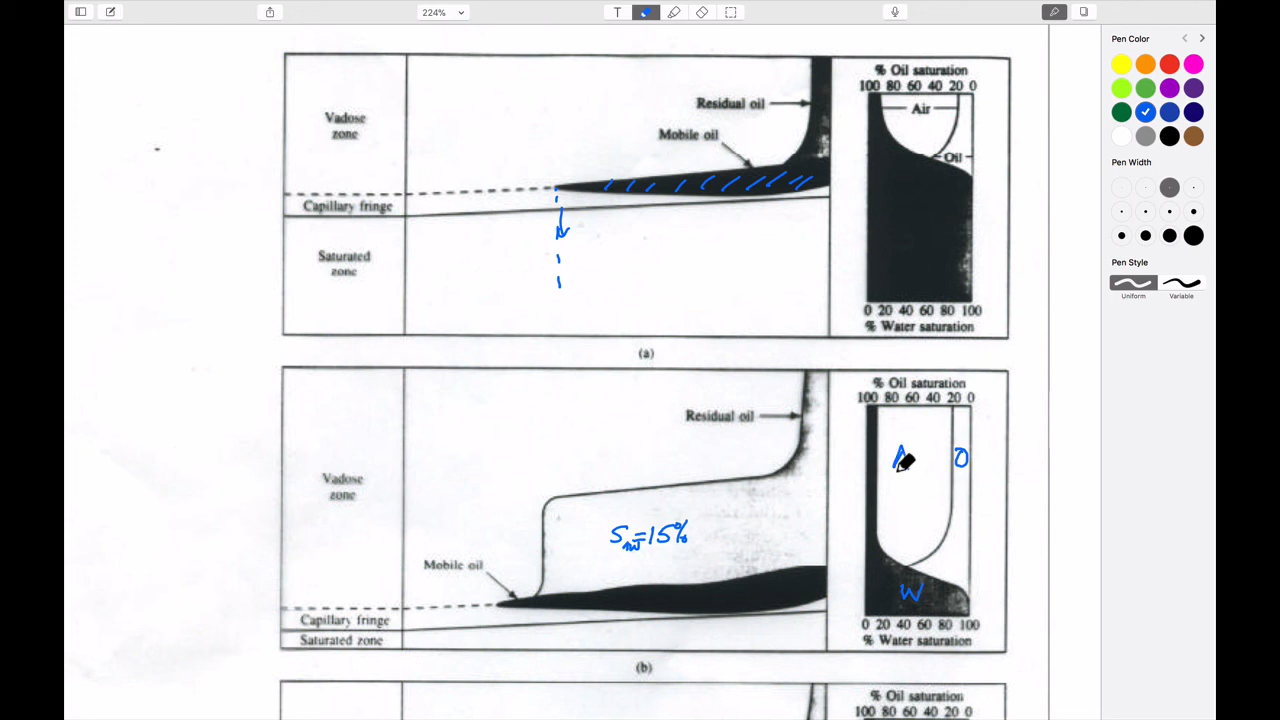 224%
T
Pen Color
Pen Width
Pen Style
Uniform
Variable
Vadose
zone
Capillary fringe
Saturated
zone
Residual oil
Mobile oil
% Oil saturation
100 80 60 40 20 0
Air
Oil
0 20 40 60 80 100
% Water saturation
(a)
Vadose
zone
Capillary fringe
Saturated zone
Residual oil
Mobile oil
Snw=15%
% Oil saturation
100 80 60 40 20 0
A
O
W
0 20 40 60 80 100
% Water saturation
(b)
% Oil saturation
100 80 60 40 20 0